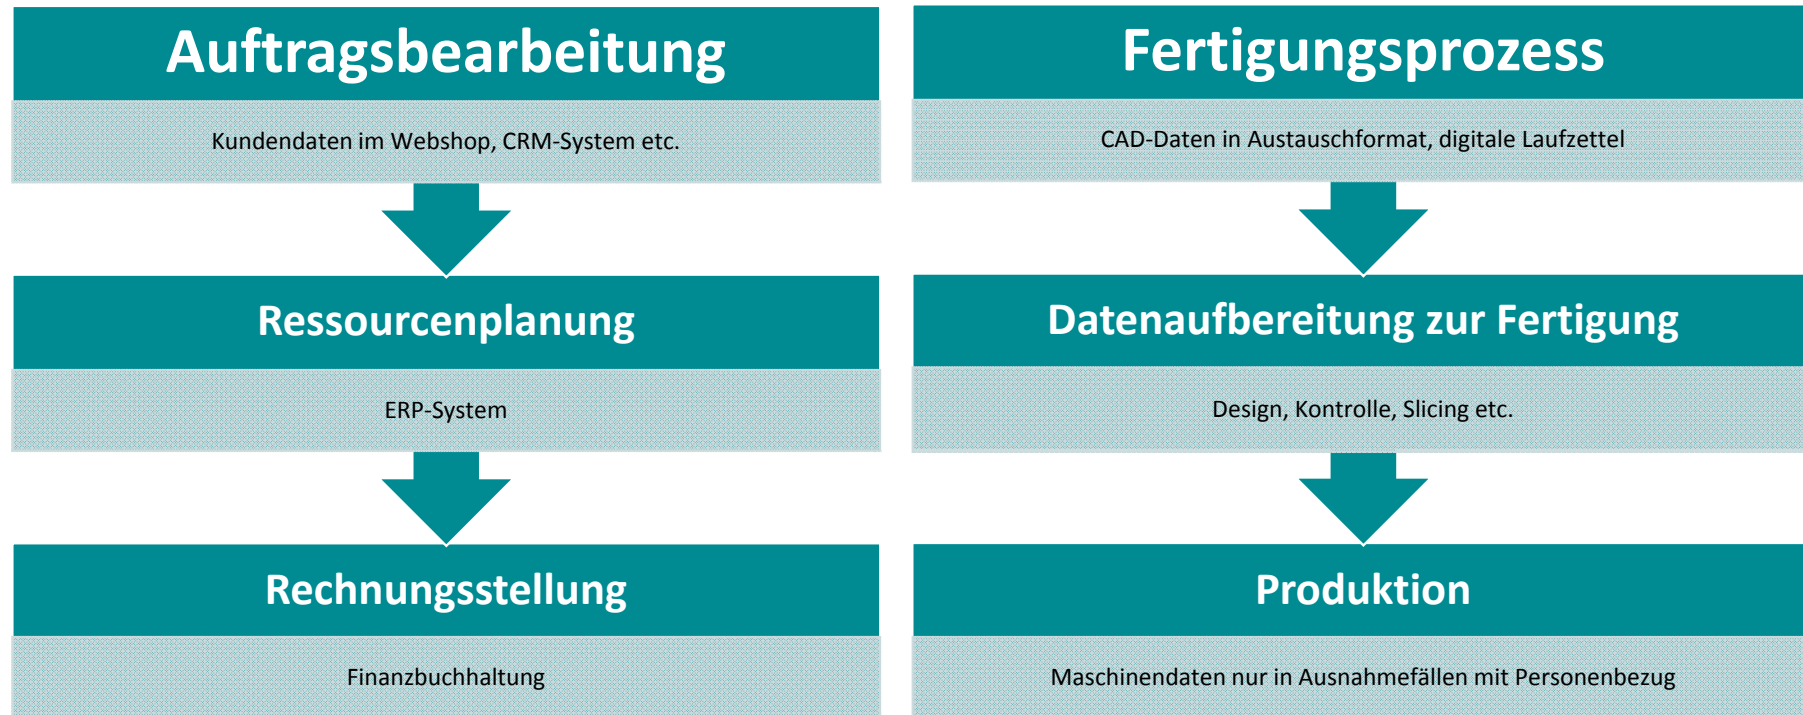 Auftragsbearbeitung
Kundendaten im Webshop, CRM-System etc.
Ressourcenplanung
ERP-System
Rechnungsstellung
Finanzbuchhaltung
Fertigungsprozess
CAD-Daten in Austauschformat, digitale Laufzettel
Datenaufbereitung zur Fertigung
Design, Kontrolle, Slicing etc.
Produktion
Maschinendaten nur in Ausnahmefällen mit Personenbezug